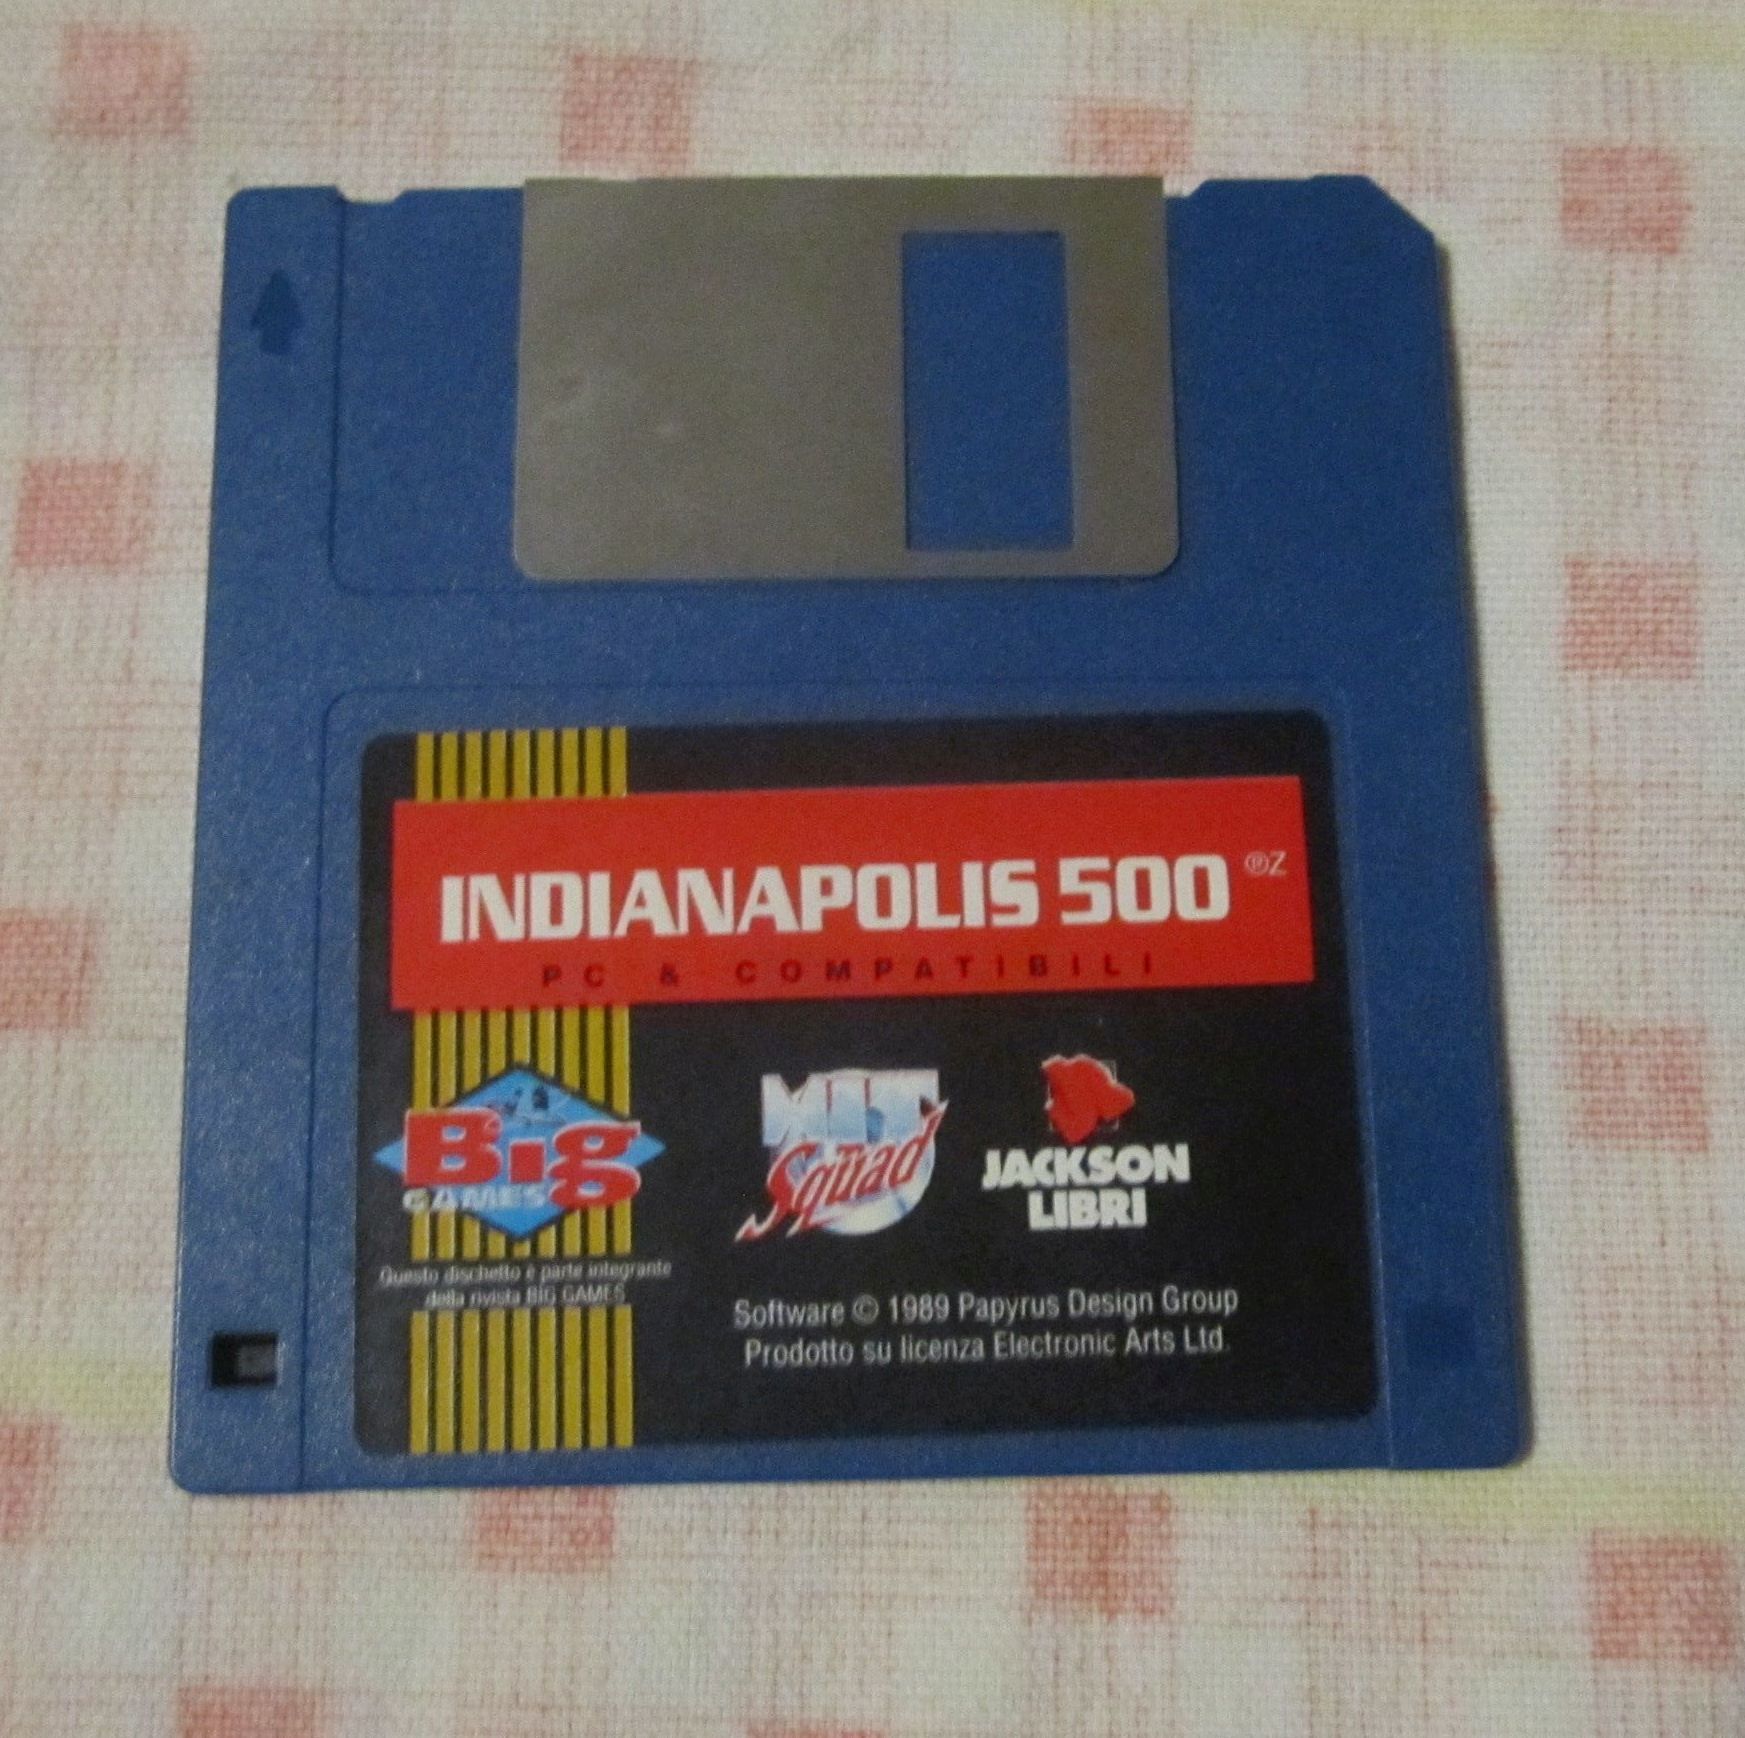 INDIANAPOLIS 500 ®Z
PC & COMPATIBILI
Big
GAMES
HIT
Squad
JACKSON
LIBRI
Questo dischetto è parte integrante
della rivista BIG GAMES
Software © 1989 Papyrus Design Group
Prodotto su licenza Electronic Arts Ltd.